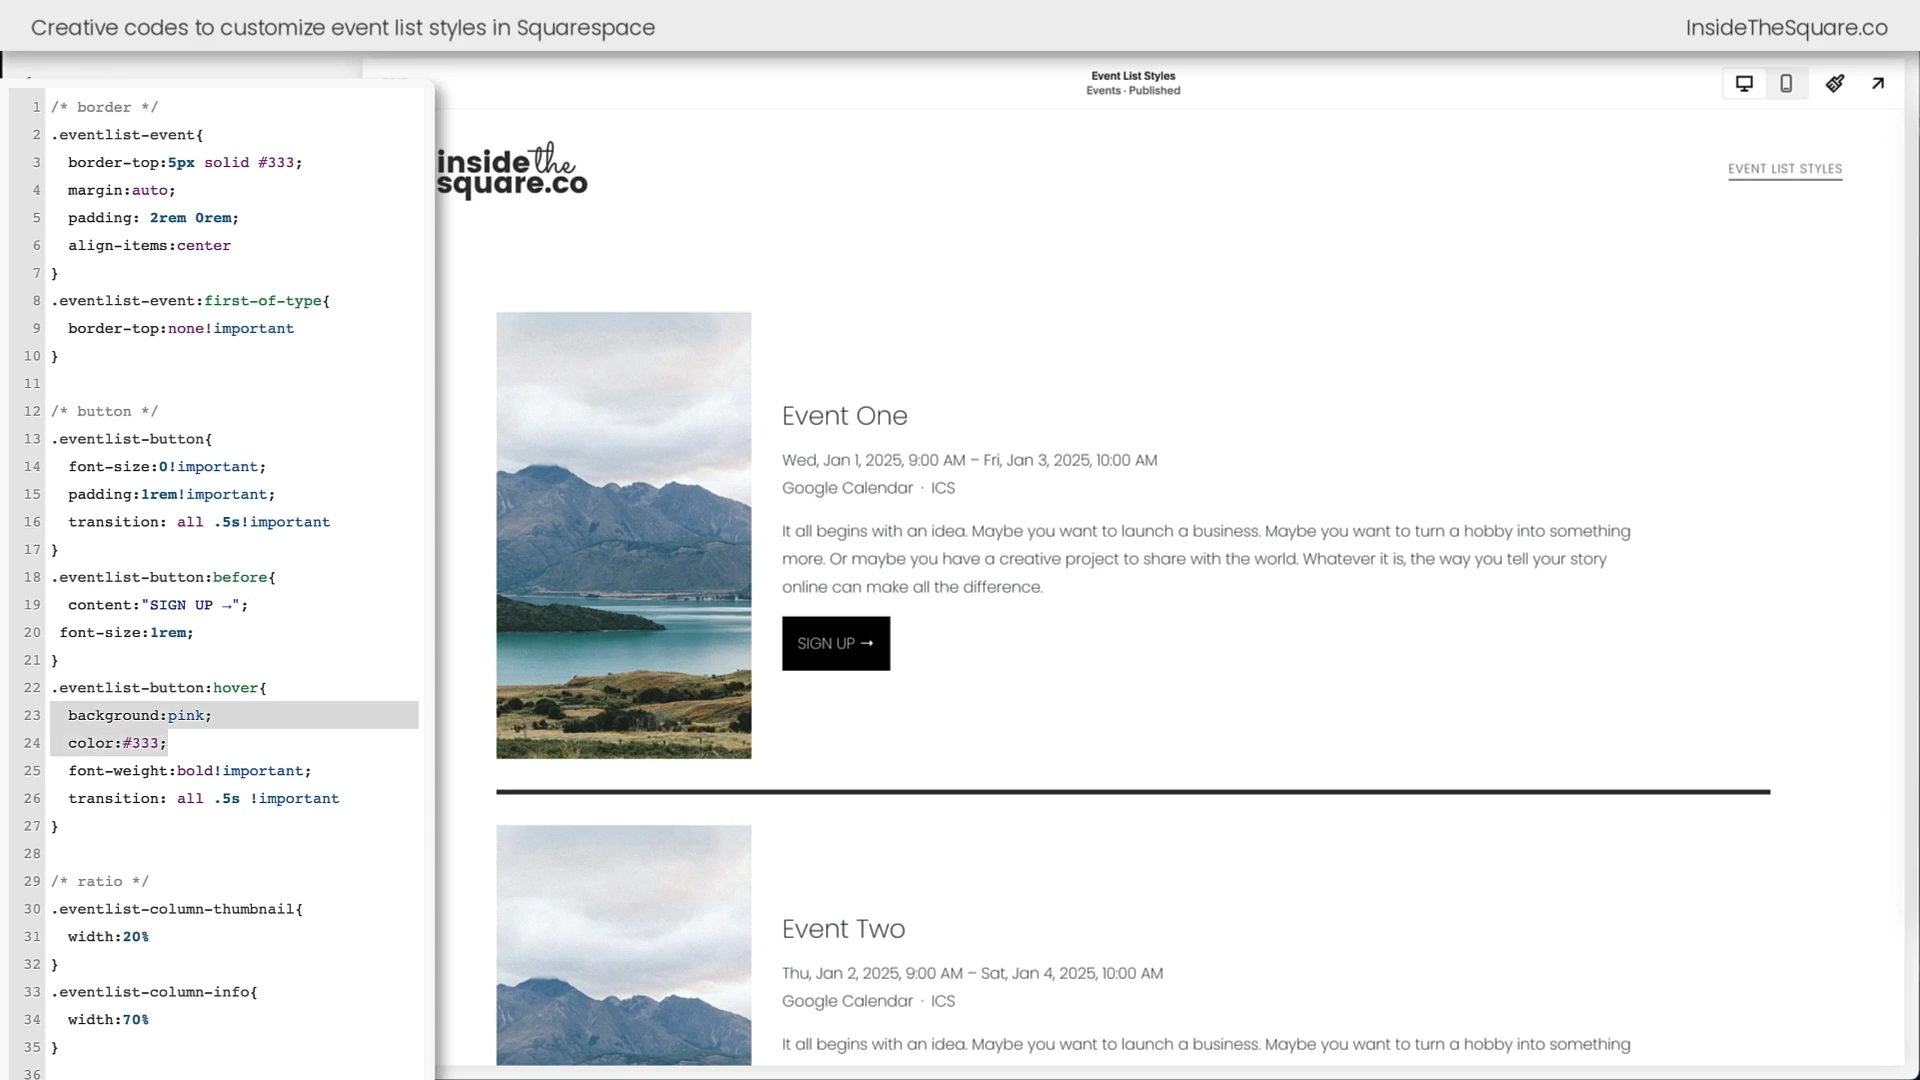 Creative codes to customize event list styles in Squarespace
InsideTheSquare.co
1 /* border */
2 .eventlist-event{
3 border-top:5px solid #333;
4 margin:auto;
5 padding: 2rem 0rem;
6 align-items:center
7 }
8 .eventlist-event:first-of-type{
9 border-top:none!important
10 }
11
12 /* button */
13 .eventlist-button{
14 font-size:0!important;
15 padding:1rem!important;
16 transition: all .5s!important
17 }
18 .eventlist-button:before{
19 content:"SIGN UP →";
20 font-size:1rem;
21 }
22 .eventlist-button:hover{
23 background:pink;
24 color:#333;
25 font-weight:bold!important;
26 transition: all .5s !important
27 }
28
29 /* ratio */
30 .eventlist-column-thumbnail{
31 width:20%
32 }
33 .eventlist-column-info{
34 width:70%
35 }
36
Event List Styles
Events · Published
inside the
square.co
EVENT LIST STYLES
Event One
Wed, Jan 1, 2025, 9:00 AM – Fri, Jan 3, 2025, 10:00 AM
Google Calendar · ICS
It all begins with an idea. Maybe you want to launch a business. Maybe you want to turn a hobby into something
more. Or maybe you have a creative project to share with the world. Whatever it is, the way you tell your story
online can make all the difference.
SIGN UP →
Event Two
Thu, Jan 2, 2025, 9:00 AM – Sat, Jan 4, 2025, 10:00 AM
Google Calendar · ICS
It all begins with an idea. Maybe you want to launch a business. Maybe you want to turn a hobby into something